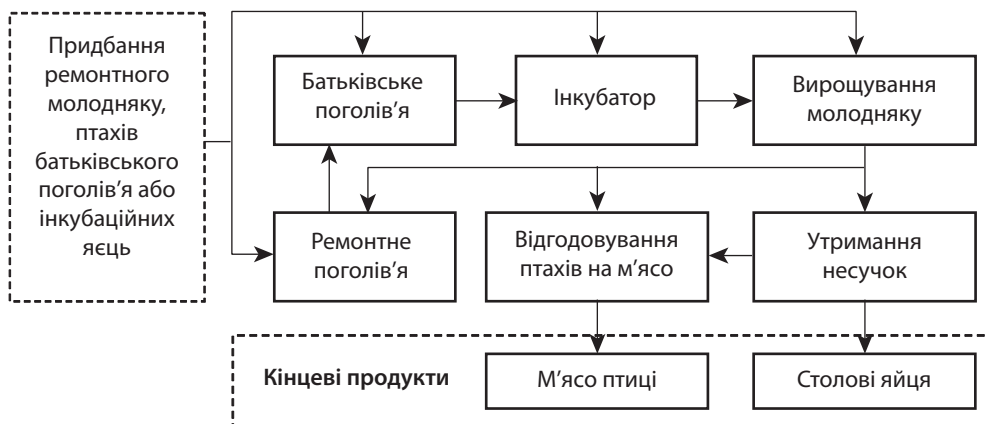 Придбання
ремонтного
молодняку,
птахів
батьківського
поголів’я або
інкубаційних
яєць
Батьківське
поголів’я
Інкубатор
Вирощування
молодняку
Ремонтне
поголів’я
Відгодовування
птахів на м’ясо
Утримання
несучок
Кінцеві продукти
М’ясо птиці
Столові яйця